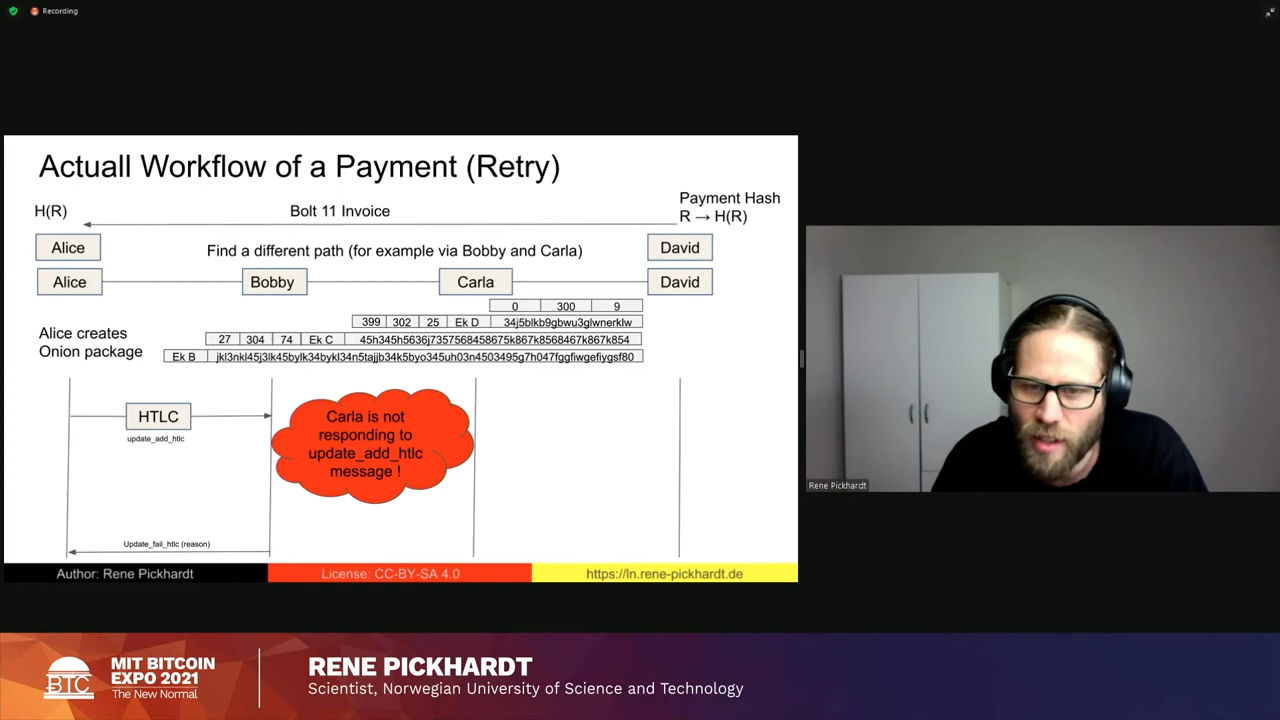 Recording
Actuall Workflow of a Payment (Retry)
Payment Hash
H(R)
Bolt 11 Invoice
R → H(R)
Alice
Find a different path (for example via Bobby and Carla)
David
Alice
Bobby
Carla
David
0 300 9
399 302 25 Ek D 34j5blkb9gbwu3glwnerklw
Alice creates
Onion package
27 304 74 Ek C 45h345h5636j7357568458675k867k8568467k867k854
Ek B jkl3nkl45j3lk45bylk34bykl34n5tajjb34k5byo345uh03n4503495g7h047fggfiwgefiygsf80
HTLC
update_add_htlc
Carla is not
responding to
update_add_htlc
message !
Update_fail_htlc (reason)
Author: Rene Pickhardt
License: CC-BY-SA 4.0
https://ln.rene-pickhardt.de
Rene Pickhardt
BTC
MIT BITCOIN
EXPO 2021
The New Normal
RENE PICKHARDT
Scientist, Norwegian University of Science and Technology